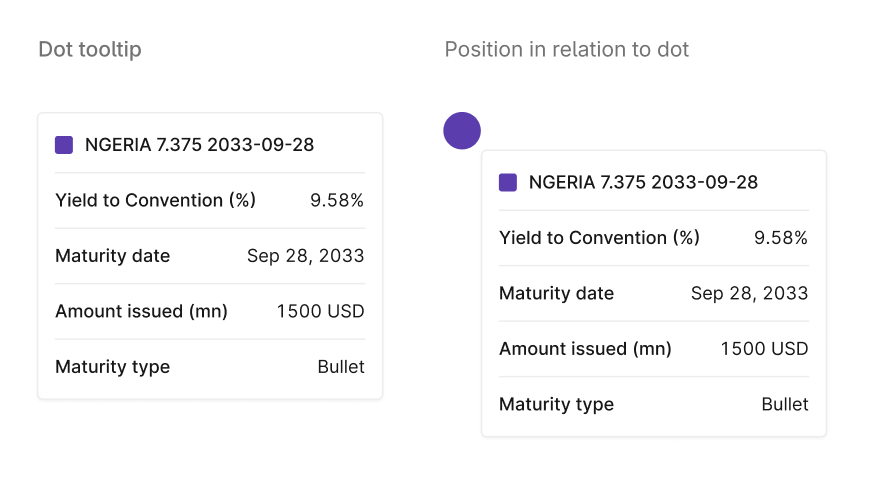 Dot tooltip
NGERIA 7.375 2033-09-28
Yield to Convention (%) 9.58%
Maturity date Sep 28, 2033
Amount issued (mn) 1500 USD
Maturity type Bullet
Position in relation to dot
NGERIA 7.375 2033-09-28
Yield to Convention (%) 9.58%
Maturity date Sep 28, 2033
Amount issued (mn) 1500 USD
Maturity type Bullet